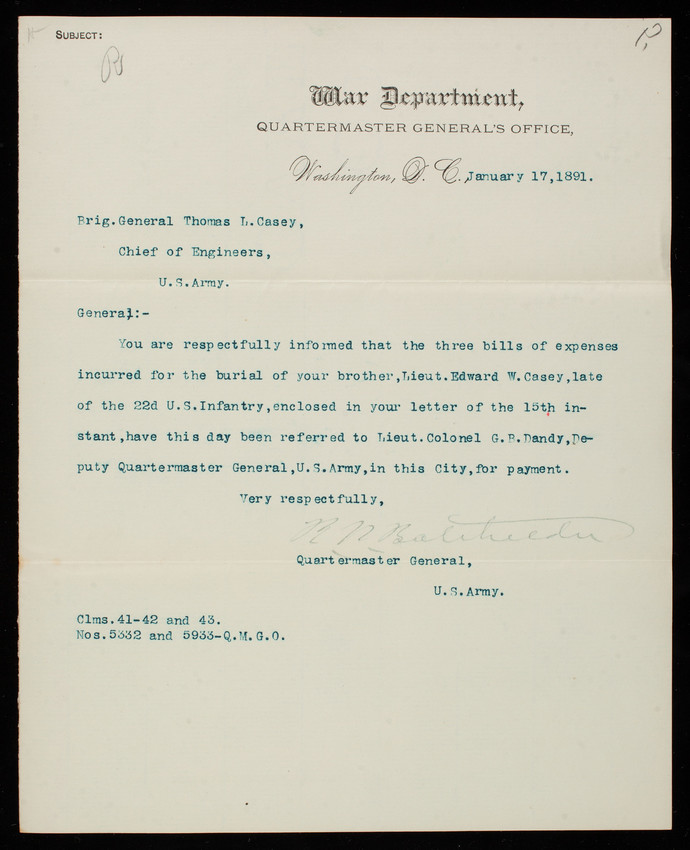 SUBJECT:
War Department,
QUARTERMASTER GENERAL'S OFFICE,
Washington, D. C., January 17,1891.
Brig.General Thomas L.Casey,
Chief of Engineers,
U.S.Army.
General:-
You are respectfully informed that the three bills of expenses
incurred for the burial of your brother,Lieut.Edward W.Casey,late
of the 22d U.S.Infantry,enclosed in your letter of the 15th in-
stant,have this day been referred to Lieut.Colonel G.B.Dandy,De-
puty Quartermaster General,U.S.Army,in this City,for payment.
Very respectfully,
R N Batchelder
Quartermaster General,
U.S.Army.
Clms.41-42 and 43.
Nos.5332 and 5933-Q.M.G.O.